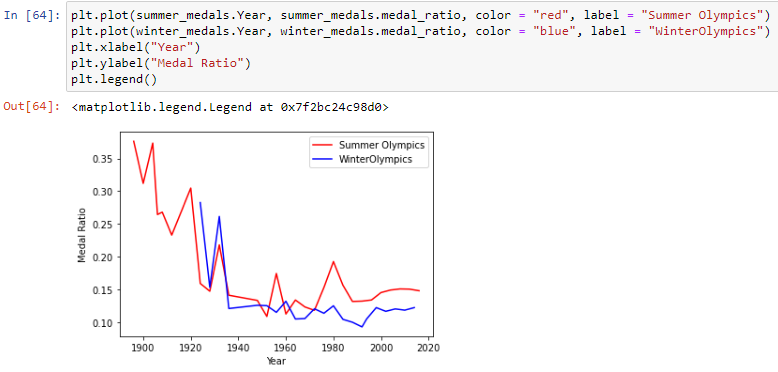 In [64]: plt.plot(summer_medals.Year, summer_medals.medal_ratio, color = "red", label = "Summer Olympics")
plt.plot(winter_medals.Year, winter_medals.medal_ratio, color = "blue", label = "WinterOlympics")
plt.xlabel("Year")
plt.ylabel("Medal Ratio")
plt.legend()
Out[64]: <matplotlib.legend.Legend at 0x7f2bc24c98d0>
Summer Olympics
WinterOlympics
0.35
0.30
0.25
0.20
0.15
0.10
Medal Ratio
1900 1920 1940 1960 1980 2000 2020
Year